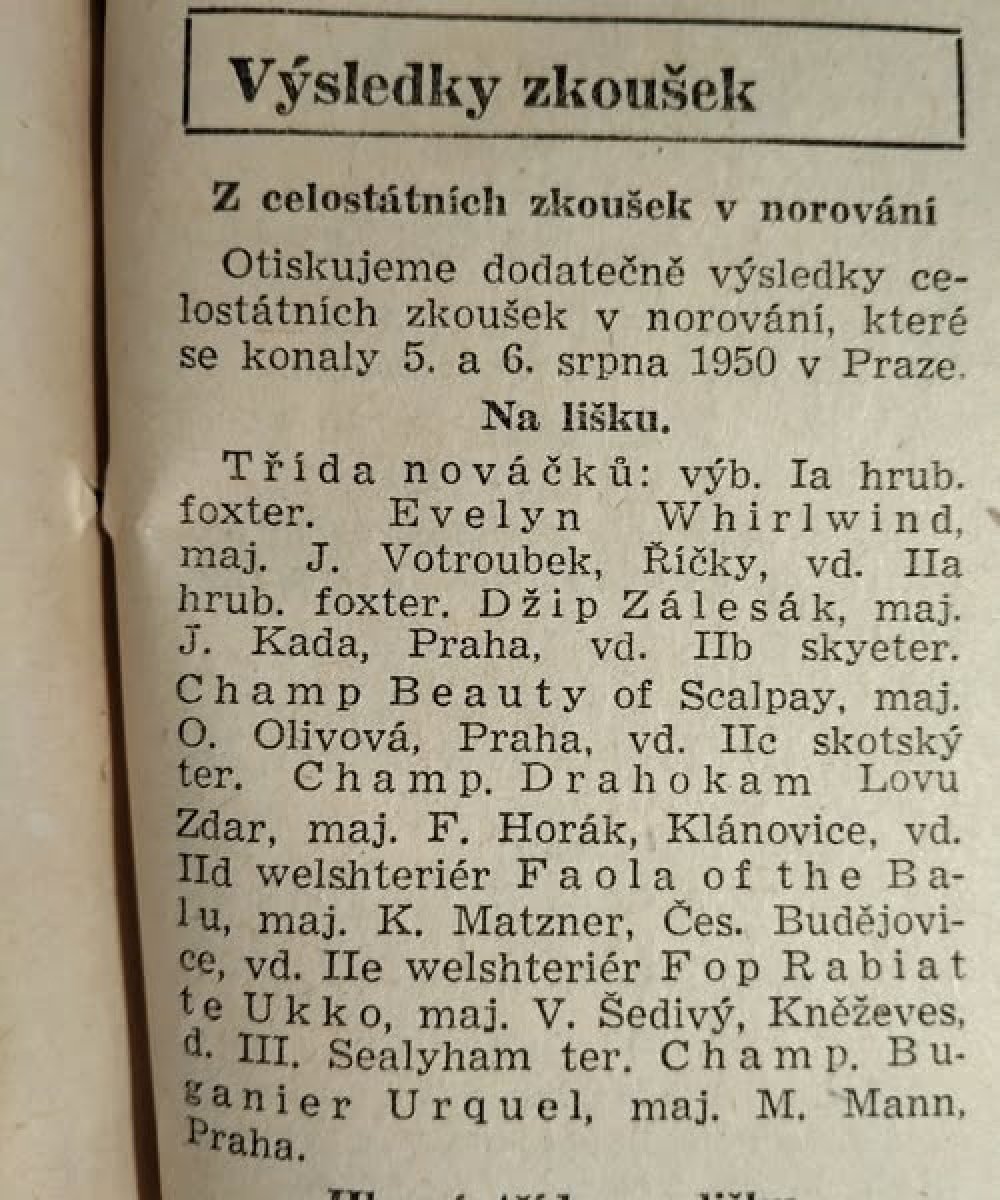 Výsledky zkoušek
Z celostátních zkoušek v norování
Otiskujeme dodatečně výsledky ce-
lostátních zkoušek v norování, které
se konaly 5. a 6. srpna 1950 v Praze.
Na lišku.
Třída nováčků: výb. Ia hrub.
foxter. Evelyn Whirlwind,
maj. J. Votroubek, Říčky, vd. IIa
hrub. foxter. Džip Zálesák, maj.
J. Kada, Praha, vd. IIb skyeter.
Champ Beauty of Scalpay, maj.
O. Olivová, Praha, vd. IIc skotský
ter. Champ. Drahokam Lovu
Zdar, maj. F. Horák, Klánovice, vd.
IId welshteriér Faola of the Ba-
lu, maj. K. Matzner, Čes. Budějovi-
ce, vd. IIe welshteriér Fop Rabiat
te Ukko, maj. V. Šedivý, Kněževes,
d. III. Sealyham ter. Champ. Bu-
ganier Urquel, maj. M. Mann,
Praha.